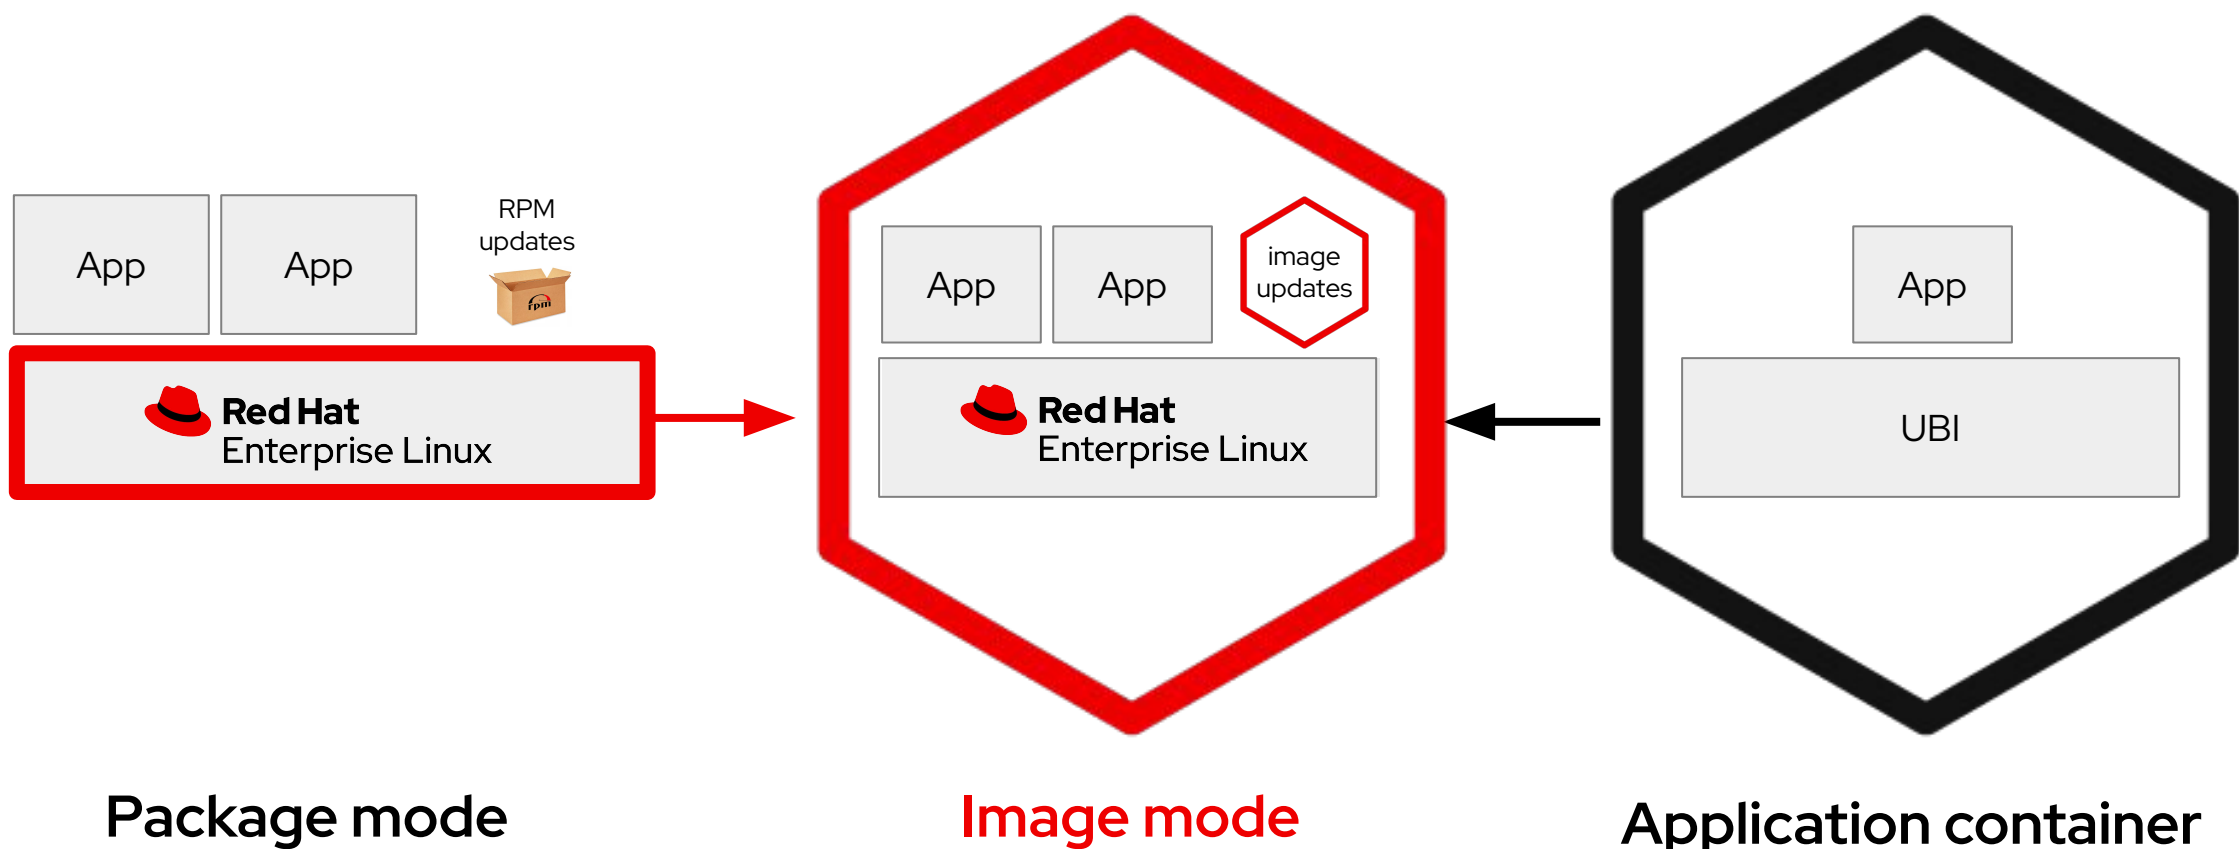 App
App
RPM
updates
rpm
Red Hat
Enterprise Linux
Package mode
App
App
image
updates
Red Hat
Enterprise Linux
Image mode
App
UBI
Application container